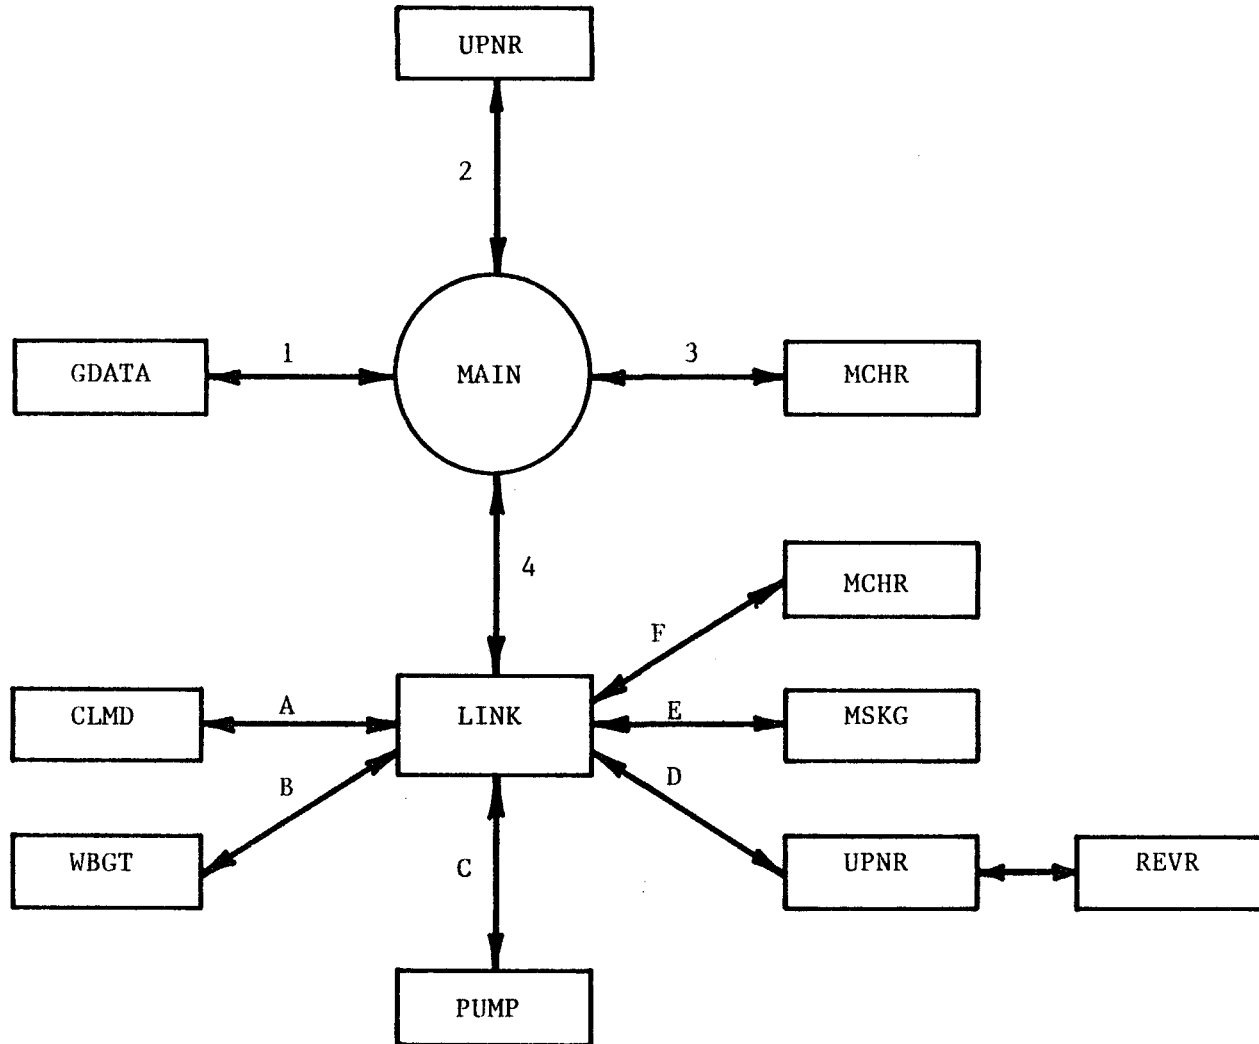 UPNR
2
GDATA
1
MAIN
3
MCHR
4
MCHR
F
CLMD
A
LINK
E
MSKG
B
D
WBGT
C
UPNR
REVR
PUMP